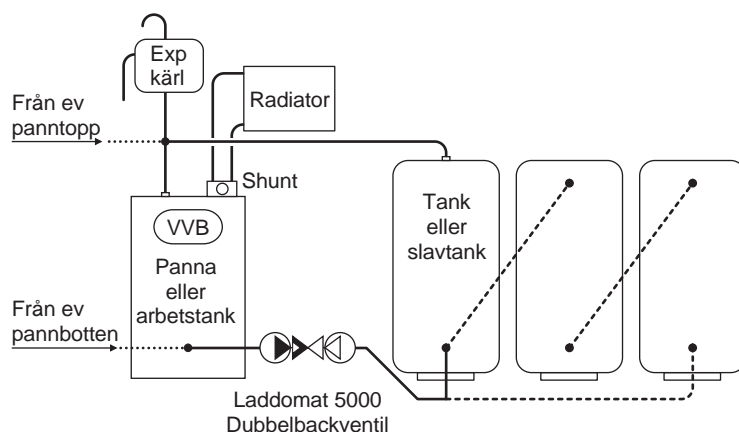 Exp
kärl
Från ev
panntopp
Radiator
Shunt
VVB
Panna
eller
arbetstank
Tank
eller
slavtank
Från ev
pannbotten
Laddomat 5000
Dubbelbackventil